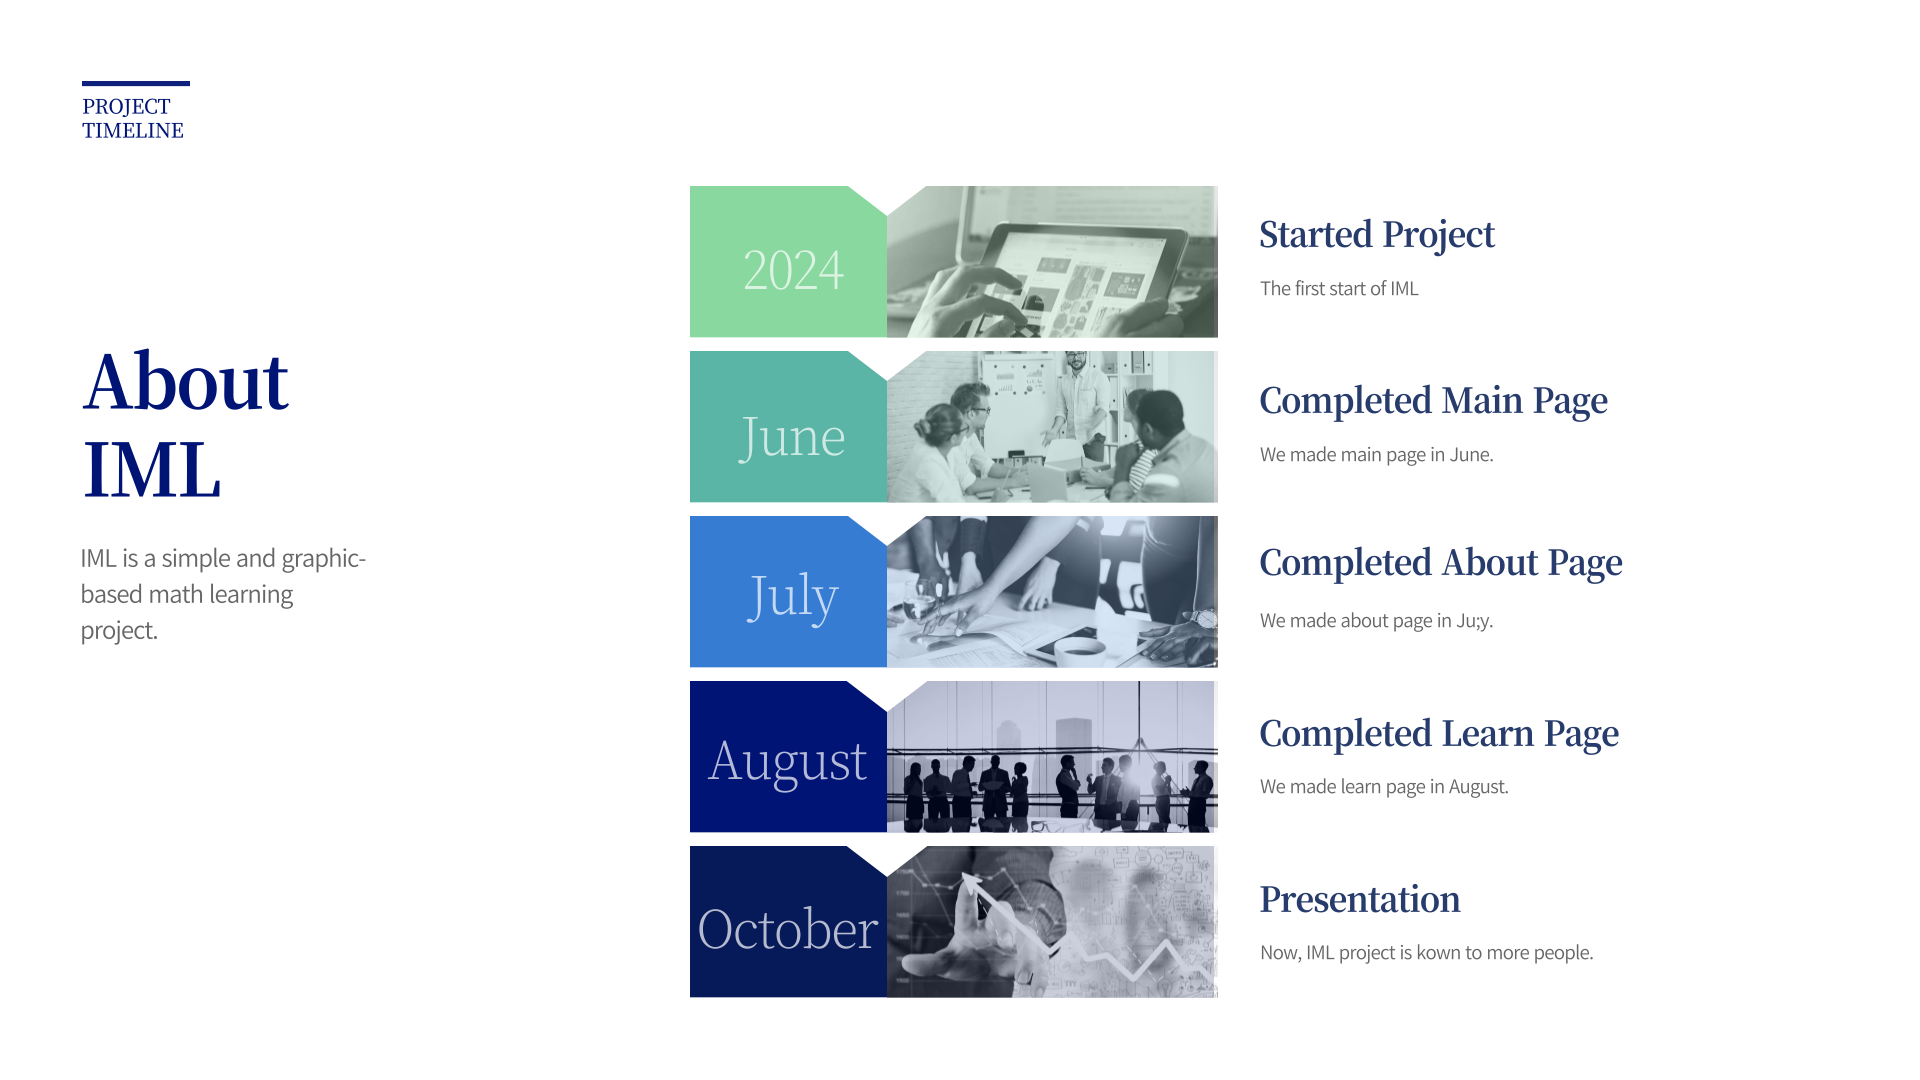 PROJECT
TIMELINE
About
IML
IML is a simple and graphic-
based math learning
project.
2024
Started Project
The first start of IML
June
Completed Main Page
We made main page in June.
July
Completed About Page
We made about page in Ju;y.
August
Completed Learn Page
We made learn page in August.
October
Presentation
Now, IML project is kown to more people.